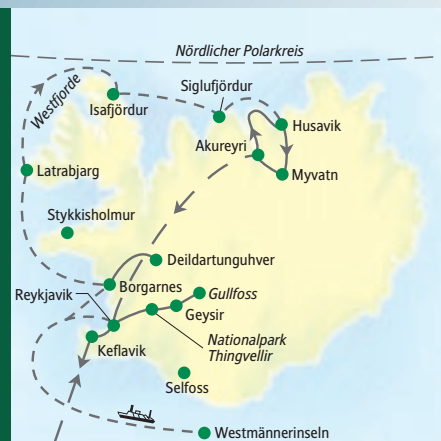 Nördlicher Polarkreis
Siglufjördur
Westfjorde
Isafjördur
Husavik
Akureyri
Latrabjarg
Myvatn
Stykkisholmur
Deildartunguhver
Borgarnes
Gullfoss
Reykjavik
Geysir
Nationalpark
Thingvellir
Keflavik
Selfoss
Westmännerinseln